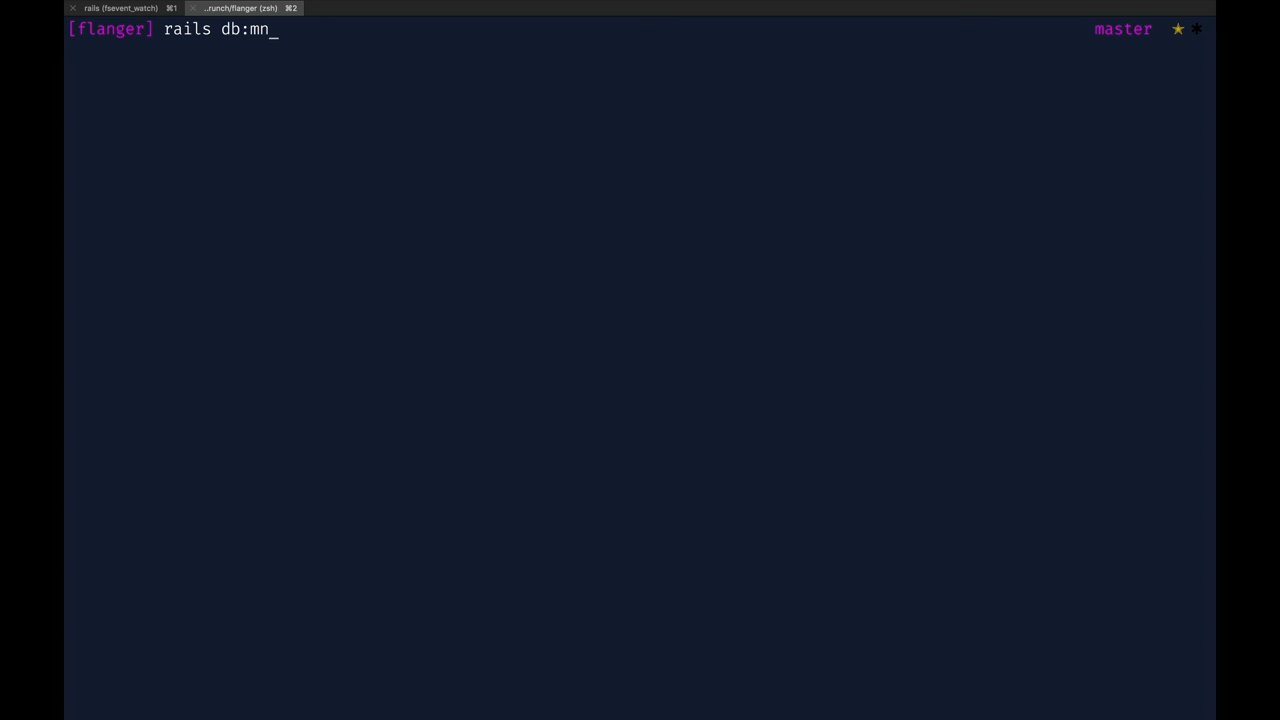 rails (fsevent_watch) ⌘1 ..runch/flanger (zsh) ⌘2
[flanger] rails db:mn_ master ★ *